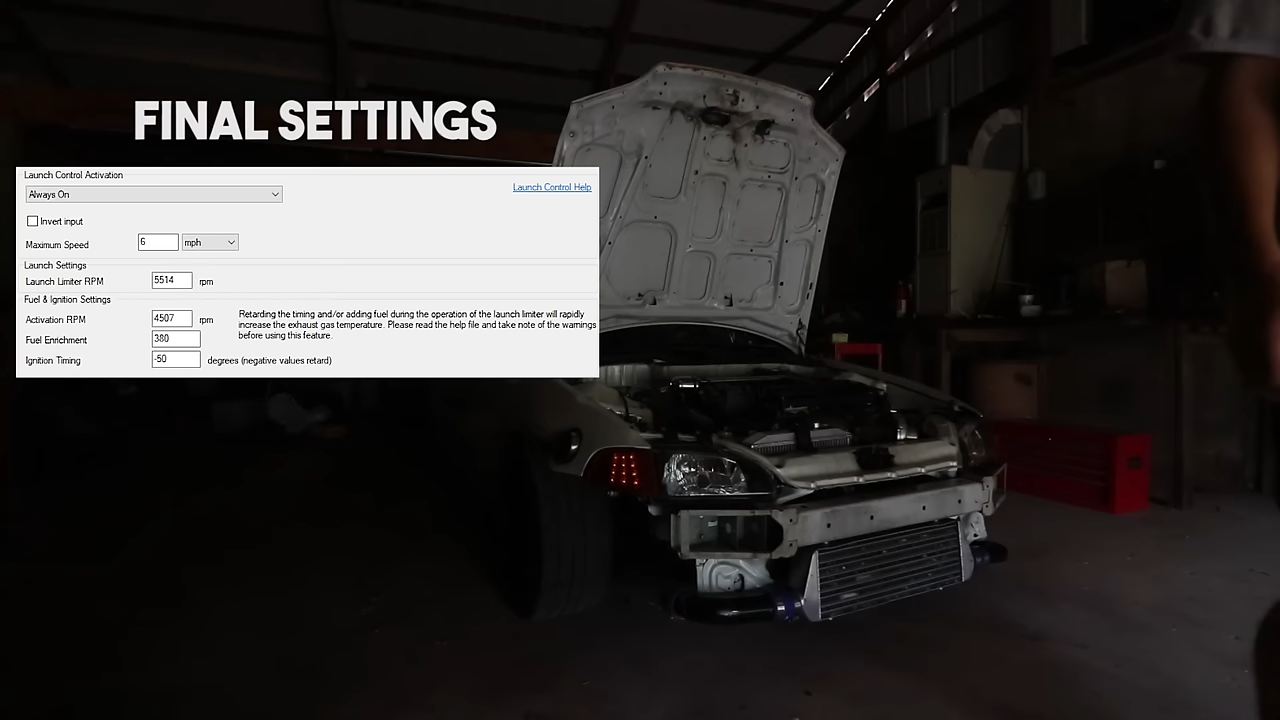 FINAL SETTINGS
Launch Control Activation
Always On
Launch Control Help
Invert input
Maximum Speed 6 mph
Launch Settings
Launch Limiter RPM 5514 rpm
Fuel & Ignition Settings
Activation RPM 4507 rpm
Fuel Enrichment 380
Ignition Timing -50 degrees (negative values retard)
Retarding the timing and/or adding fuel during the operation of the launch limiter will rapidly
increase the exhaust gas temperature. Please read the help file and take note of the warnings
before using this feature.